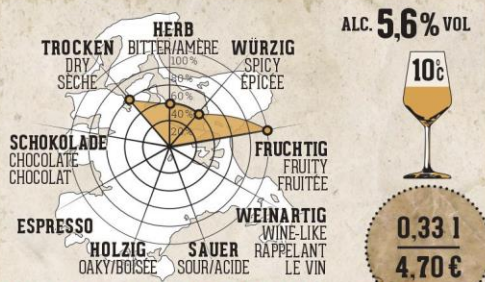 HERB
BITTER/AMÈRE
TROCKEN
DRY
SÈCHE
WÜRZIG
SPICY
ÉPICÉE
100%
80%
60%
40%
20%
SCHOKOLADE
CHOCOLATE
CHOCOLAT
FRUCHTIG
FRUITY
FRUITÉE
ESPRESSO
WEINARTIG
WINE-LIKE
RAPPELANT
LE VIN
HOLZIG
OAKY/BOISÉE
SAUER
SOUR/ACIDE
ALC. 5,6% VOL
10°C
0,33 l
4,70 €